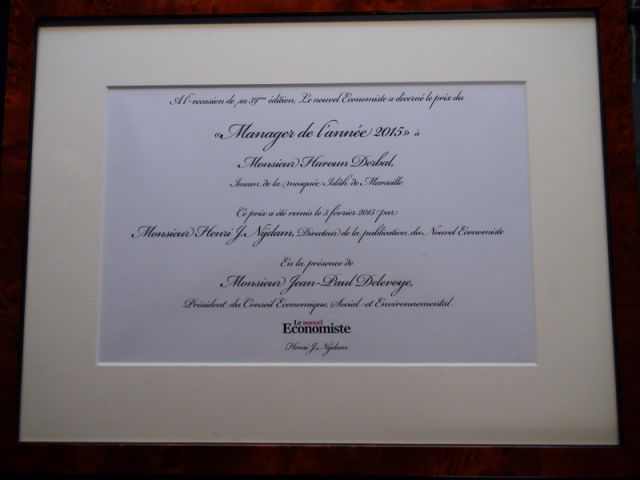 A l'occasion de sa 39ème édition, Le nouvel Economiste a décerné le prix du
«Manager de l'année 2015» à
Monsieur Haroun Derbal,
Imam de la mosquée Islâh de Marseille
Ce prix a été remis le 5 février 2015 par:
Monsieur Henri J. Nijdam, Directeur de la publication du Nouvel Economiste
En la présence de
Monsieur Jean-Paul Delevoye,
Président du Conseil Economique, Social et Environnemental
Le nouvel
Economiste
Henri J. Nijdam